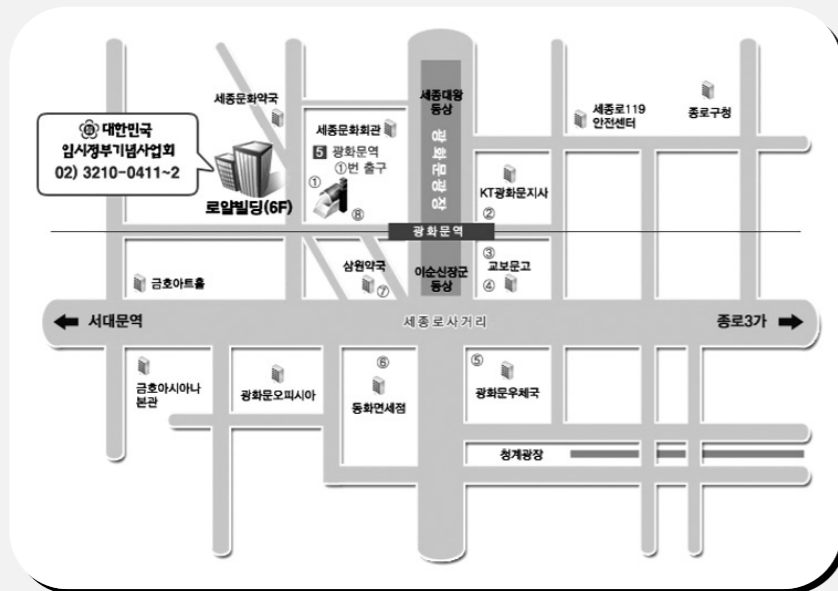 세종문화약국
대한민국
임시정부기념사업회
02) 3210-0411~2
로얄빌딩(6F)
세종문화회관
5 광화문역
①번 출구
①
⑧
세종대왕
동상
광화문광장
세종로119
안전센터
종로구청
KT광화문지사
②
광화문역
③
교보문고
④
이순신장군
동상
삼원약국
⑦
금호아트홀
서대문역
세종로사거리
종로3가
금호아시아나
본관
광화문오피시아
⑥
동화면세점
⑤
광화문우체국
청계광장